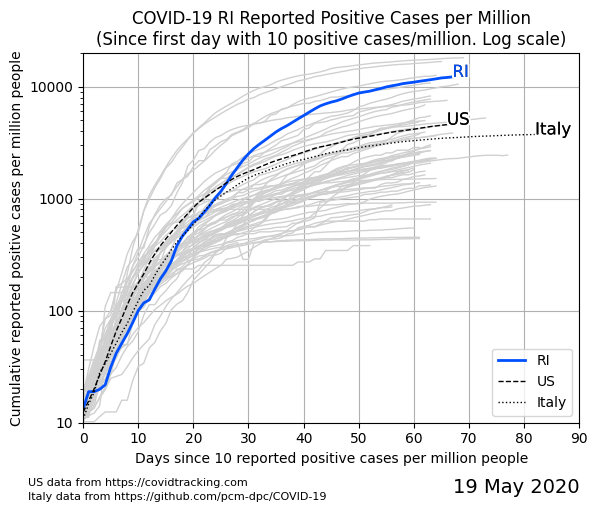 COVID-19 RI Reported Positive Cases per Million
(Since first day with 10 positive cases/million. Log scale)
Cumulative reported positive cases per million people
10000
1000
100
10
RI
US
Italy
RI
US
Italy
0 10 20 30 40 50 60 70 80 90
Days since 10 reported positive cases per million people
US data from https://covidtracking.com
Italy data from https://github.com/pcm-dpc/COVID-19
19 May 2020